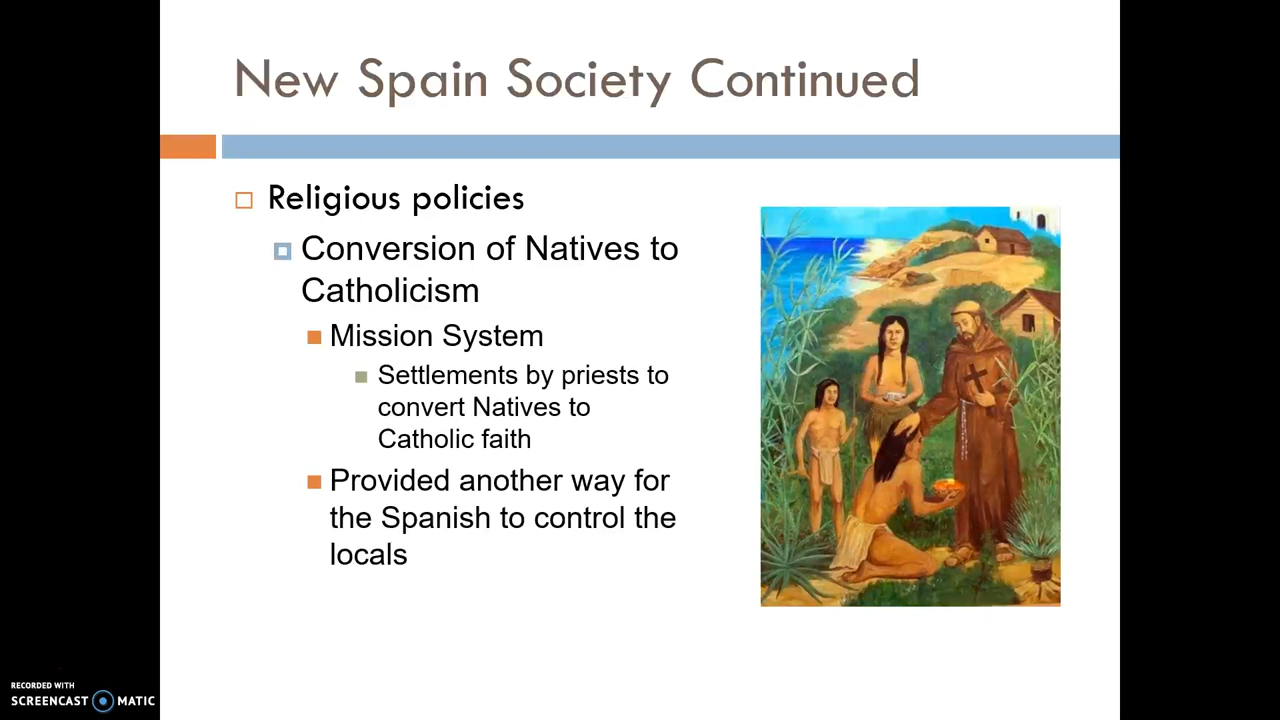 New Spain Society Continued
Religious policies
Conversion of Natives to
Catholicism
Mission System
Settlements by priests to
convert Natives to
Catholic faith
Provided another way for
the Spanish to control the
locals
RECORDED WITH
SCREENCAST MATIC